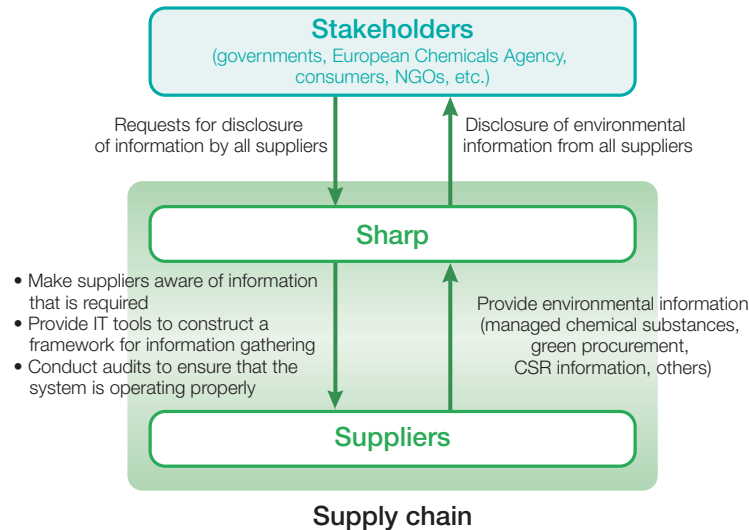 Stakeholders
(governments, European Chemicals Agency,
consumers, NGOs, etc.)
Requests for disclosure
of information by all suppliers
Disclosure of environmental
information from all suppliers
Sharp
• Make suppliers aware of information
that is required
• Provide IT tools to construct a
framework for information gathering
• Conduct audits to ensure that the
system is operating properly
Provide environmental information
(managed chemical substances,
green procurement,
CSR information, others)
Suppliers
Supply chain